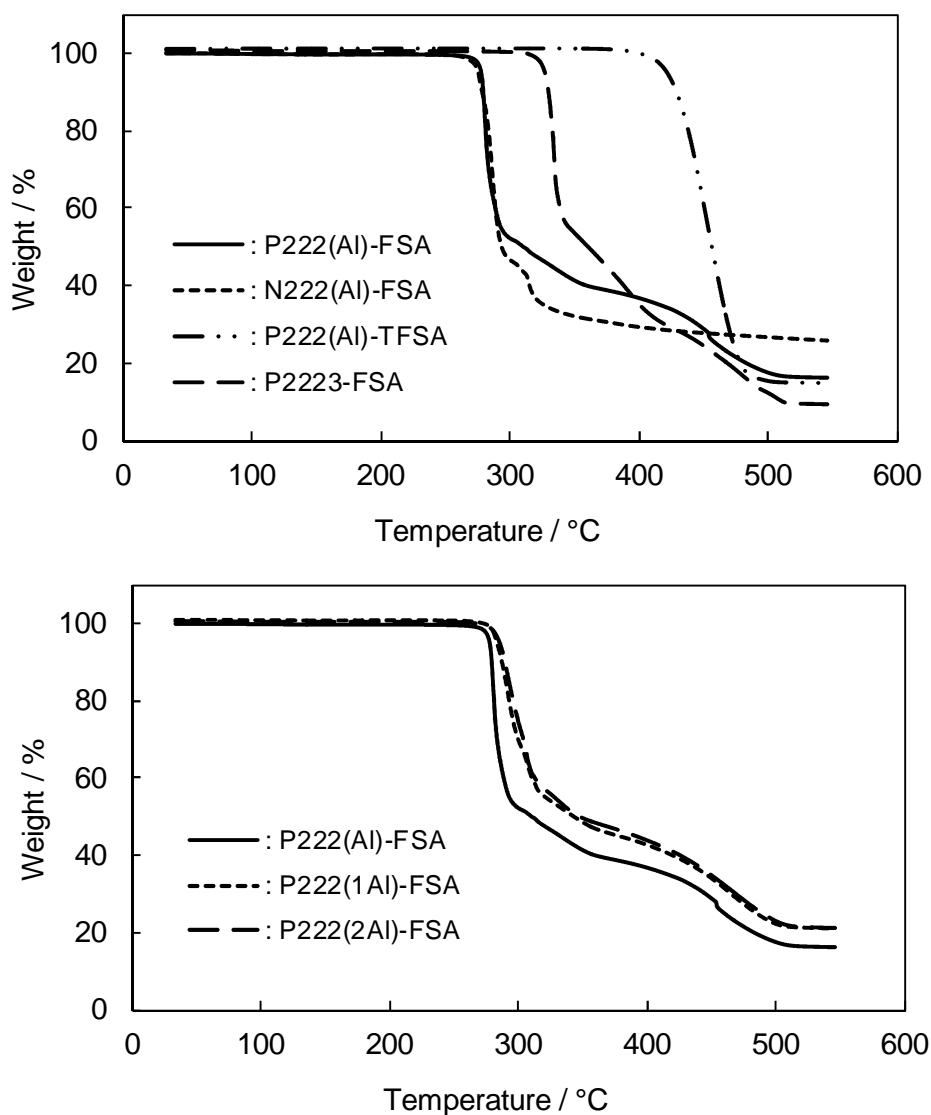 100
80
60
40
20
0
Weight / %
: P222(Al)-FSA
: N222(Al)-FSA
: P222(Al)-TFSA
: P2223-FSA
0 100 200 300 400 500 600
Temperature / °C
100
80
60
40
20
0
Weight / %
: P222(Al)-FSA
: P222(1Al)-FSA
: P222(2Al)-FSA
0 100 200 300 400 500 600
Temperature / °C